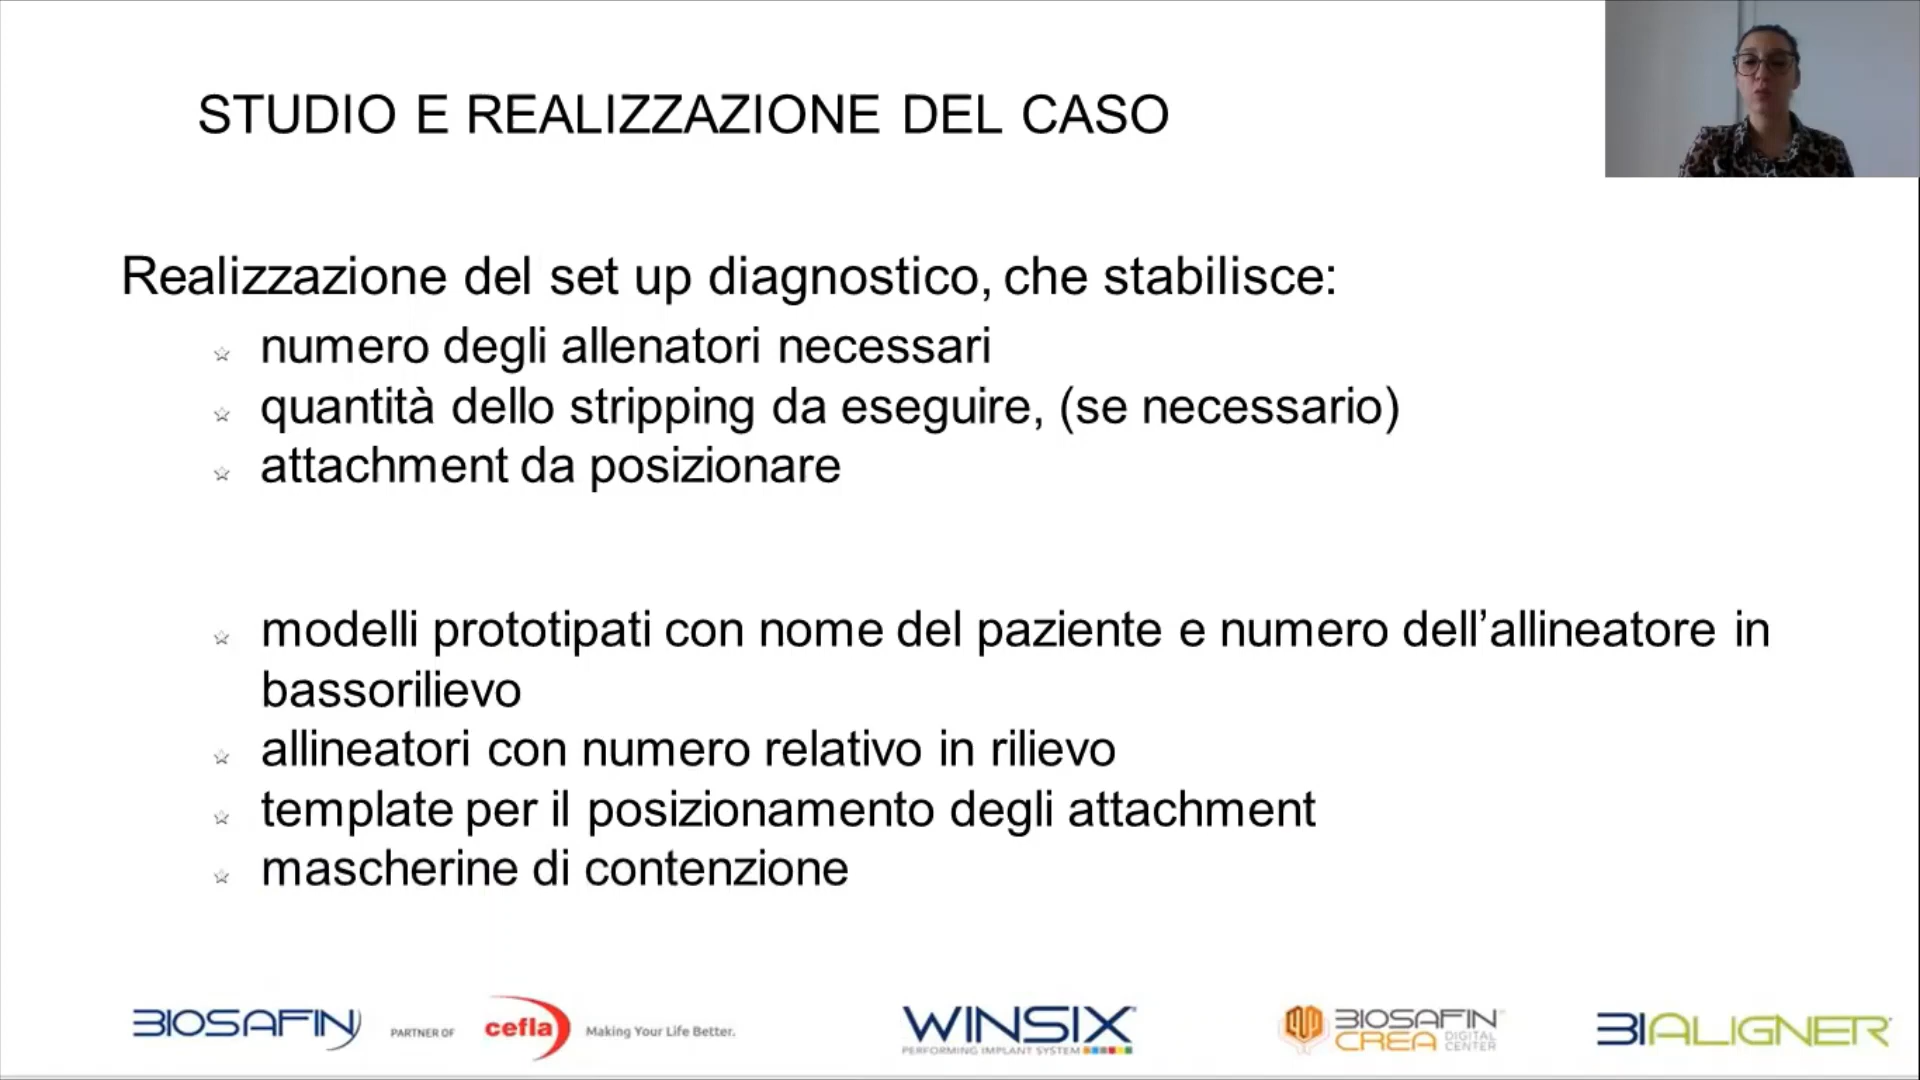 STUDIO E REALIZZAZIONE DEL CASO
Realizzazione del set up diagnostico, che stabilisce:
numero degli allenatori necessari
quantità dello stripping da eseguire, (se necessario)
attachment da posizionare
modelli prototipati con nome del paziente e numero dell’allineatore in
bassorilievo
allineatori con numero relativo in rilievo
template per il posizionamento degli attachment
mascherine di contenzione
BIOSAFIN PARTNER OF cefla Making Your Life Better.
WINSIX
PERFORMING IMPLANT SYSTEM
BIOSAFIN
CREA DIGITAL CENTER
BIALIGNER